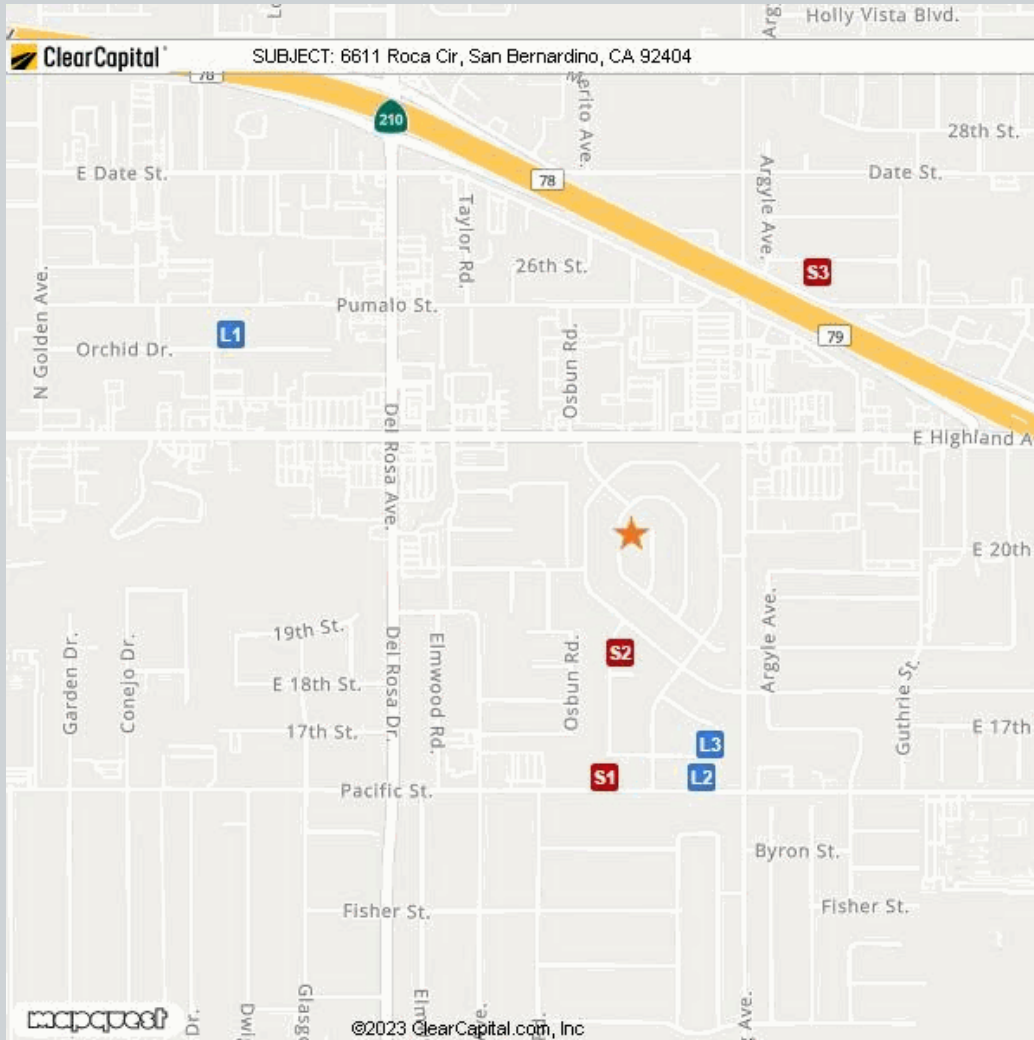 Holly Vista Blvd.
ClearCapital
SUBJECT: 6611 Roca Cir, San Bernardino, CA 92404
78
210
28th St.
E Date St.
78
Date St.
Argyle Ave.
Taylor Rd.
26th St.
S3
N Golden Ave.
Pumalo St.
L1
79
Orchid Dr.
Osbun Rd.
Del Rosa Ave.
E Highland A
E 20th
19th St.
S2
Argyle Ave.
Garden Dr.
Conejo Dr.
E 18th St.
Del Rosa Dr.
Elmwood Rd.
Osbun Rd.
Guthrie St.
17th St.
E 17th
L3
S1
L2
Pacific St.
Byron St.
Fisher St.
Fisher St.
mapquest
Dr.
Ave.
Rd.
Ave.
©2023 ClearCapital.com, Inc